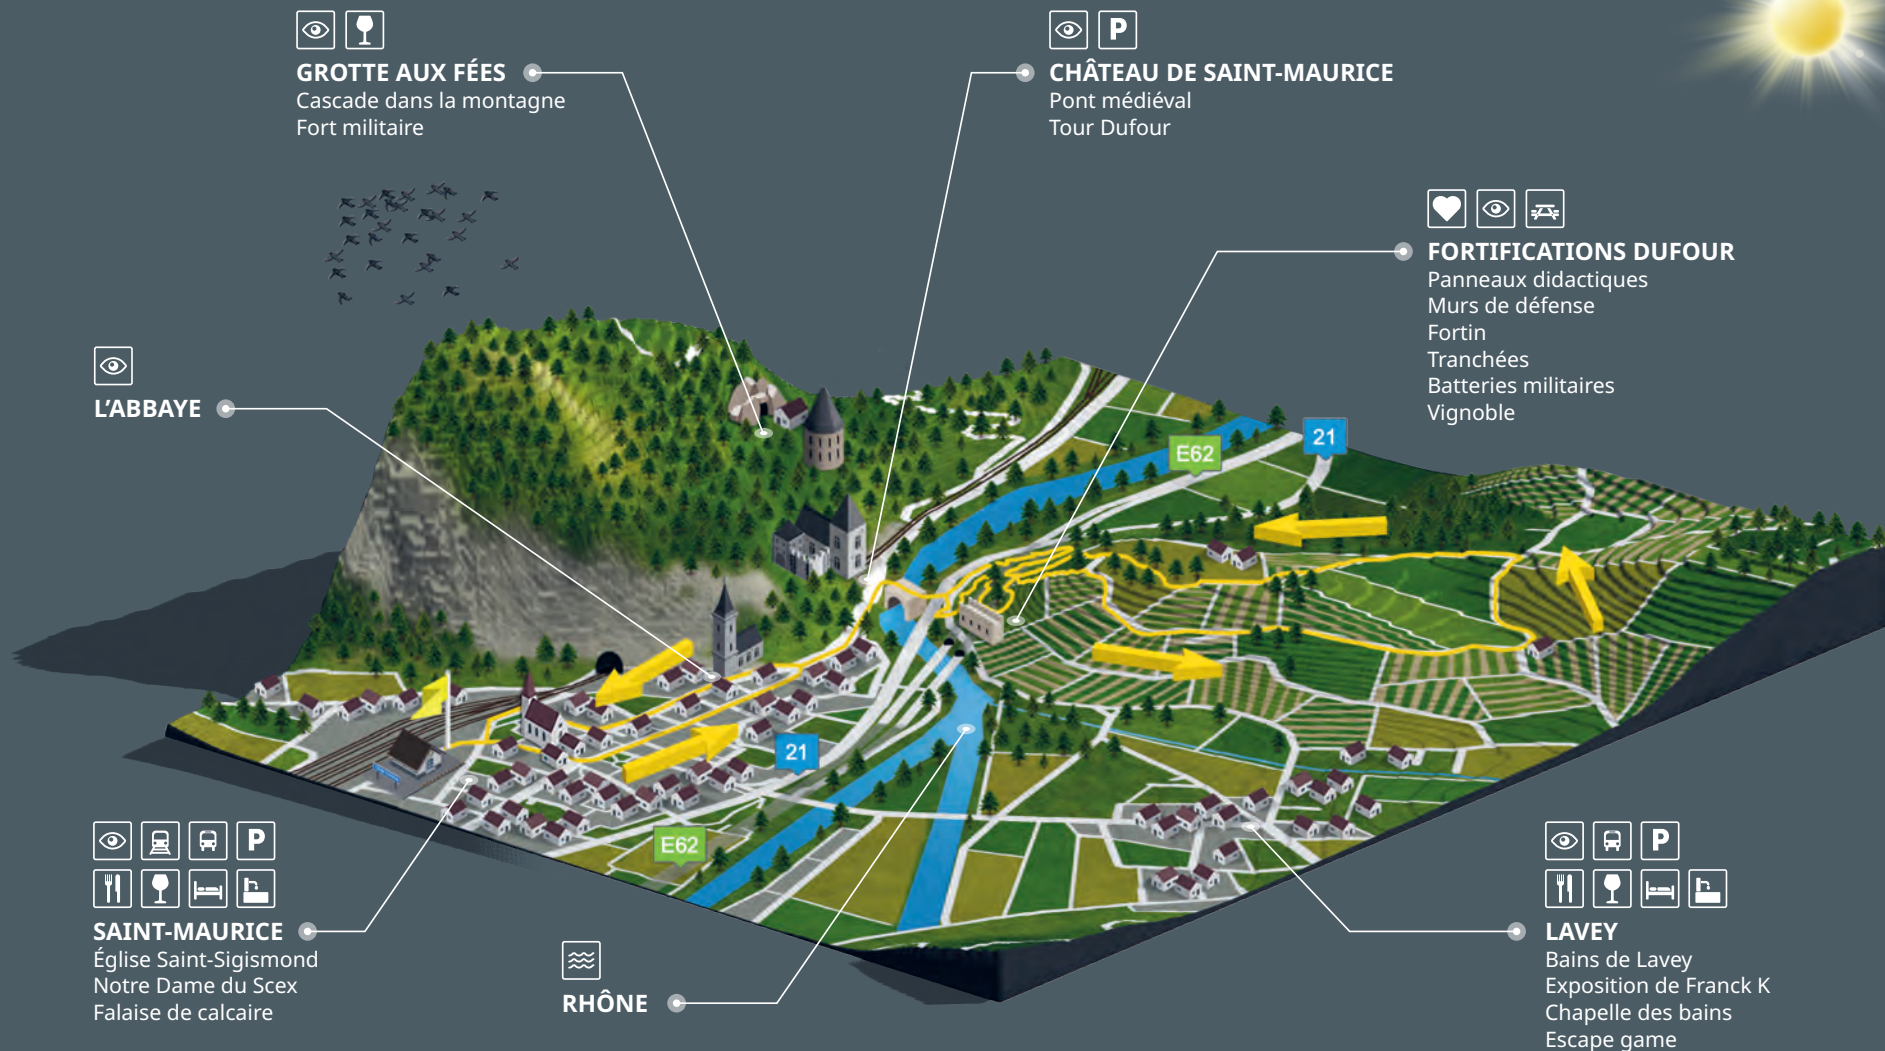 GROTTE AUX FÉES
Cascade dans la montagne
Fort militaire
P
CHÂTEAU DE SAINT-MAURICE
Pont médiéval
Tour Dufour
FORTIFICATIONS DUFOUR
Panneaux didactiques
Murs de défense
Fortin
Tranchées
Batteries militaires
Vignoble
L'ABBAYE
E62
21
21
E62
P
SAINT-MAURICE
Église Saint-Sigismond
Notre Dame du Scex
Falaise de calcaire
RHÔNE
P
LAVEY
Bains de Lavey
Exposition de Franck K
Chapelle des bains
Escape game